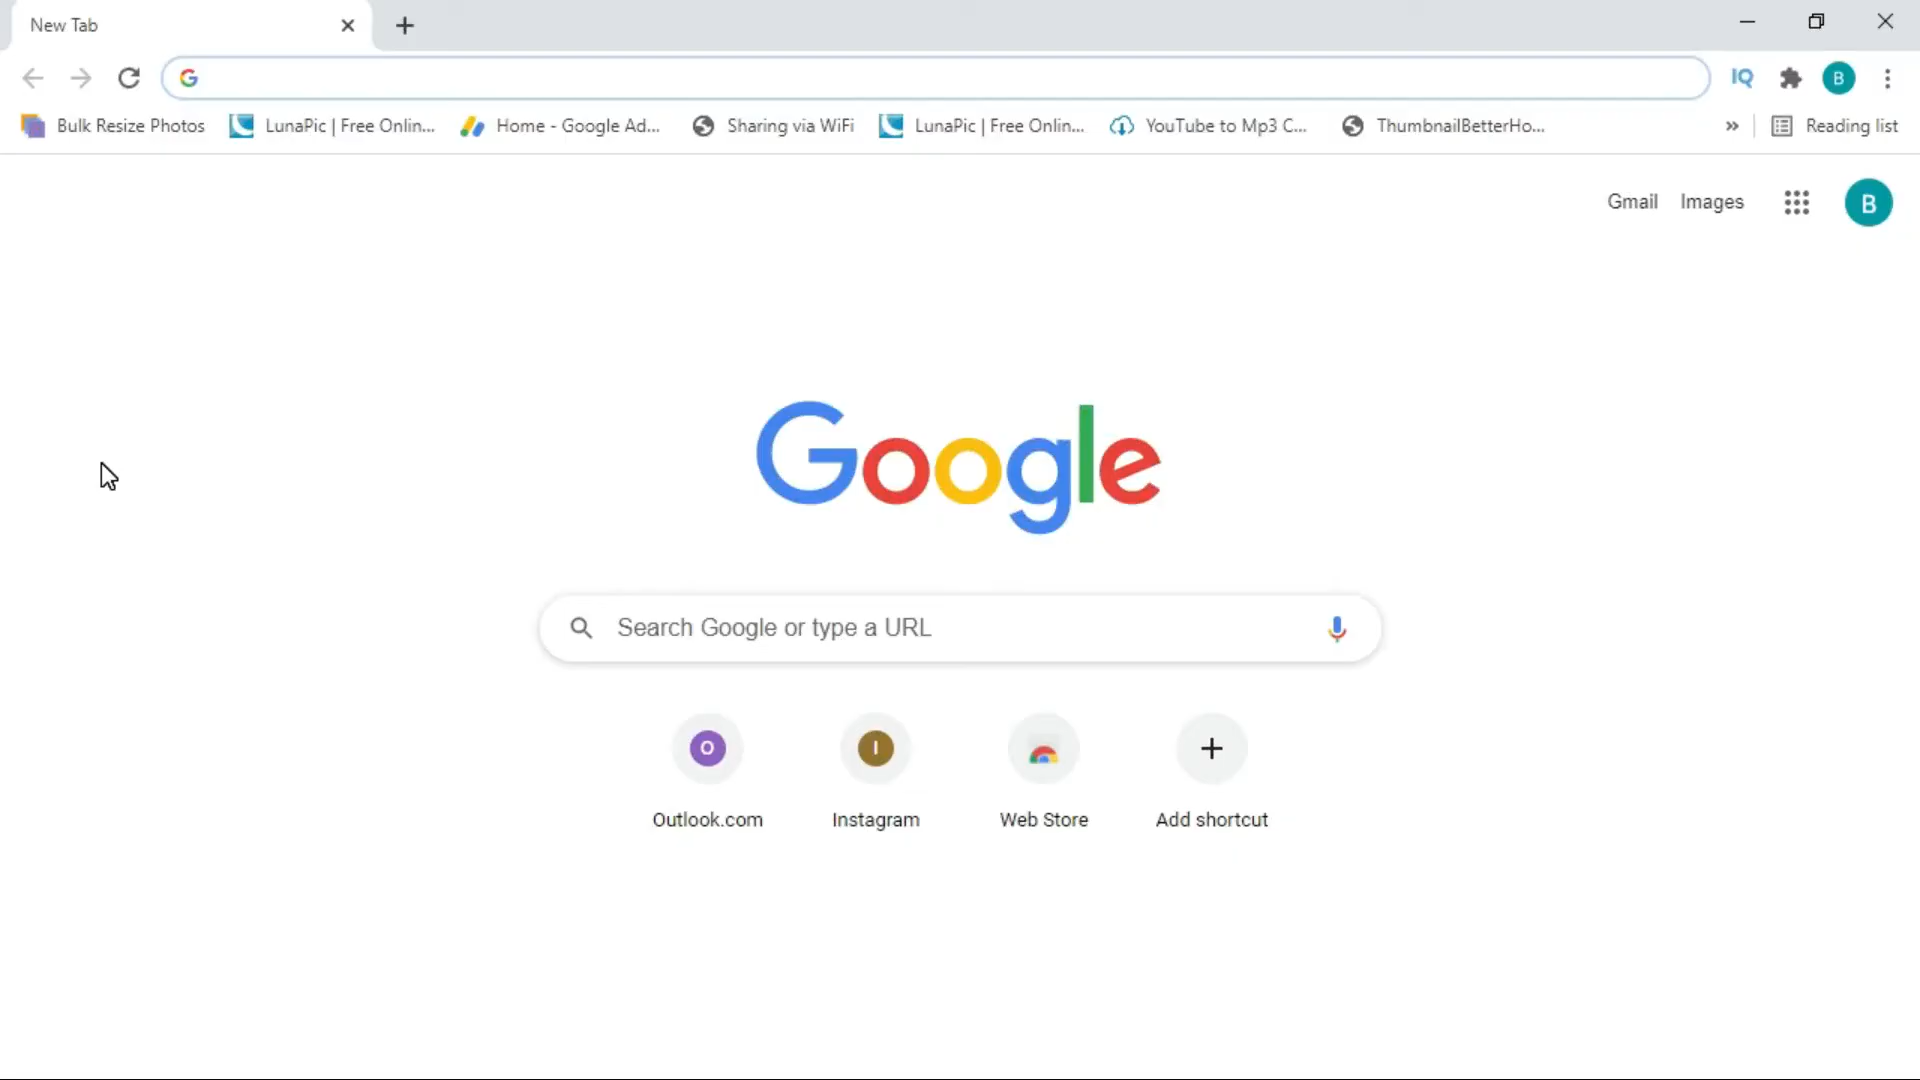 New Tab
IQ
B
Bulk Resize Photos
LunaPic | Free Onlin...
Home - Google Ad...
Sharing via WiFi
LunaPic | Free Onlin...
YouTube to Mp3 C...
ThumbnailBetterHo...
»
Reading list
Gmail
Images
B
Google
Search Google or type a URL
O
I
Outlook.com
Instagram
Web Store
Add shortcut